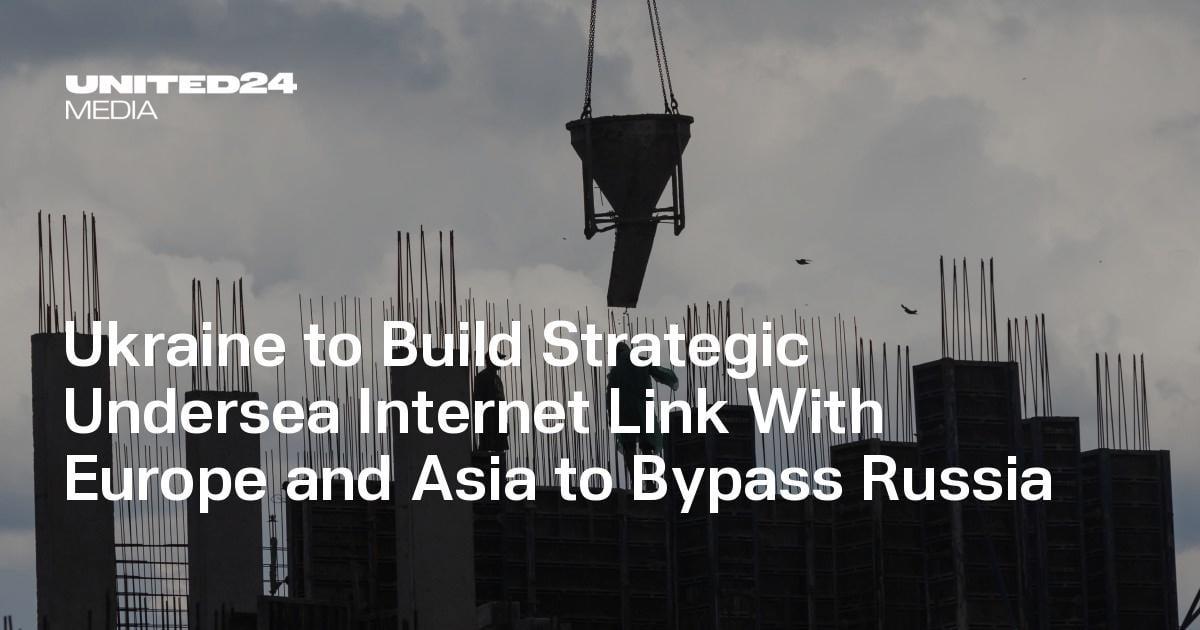 UNITED24
MEDIA
Ukraine to Build Strategic
Undersea Internet Link With
Europe and Asia to Bypass Russia